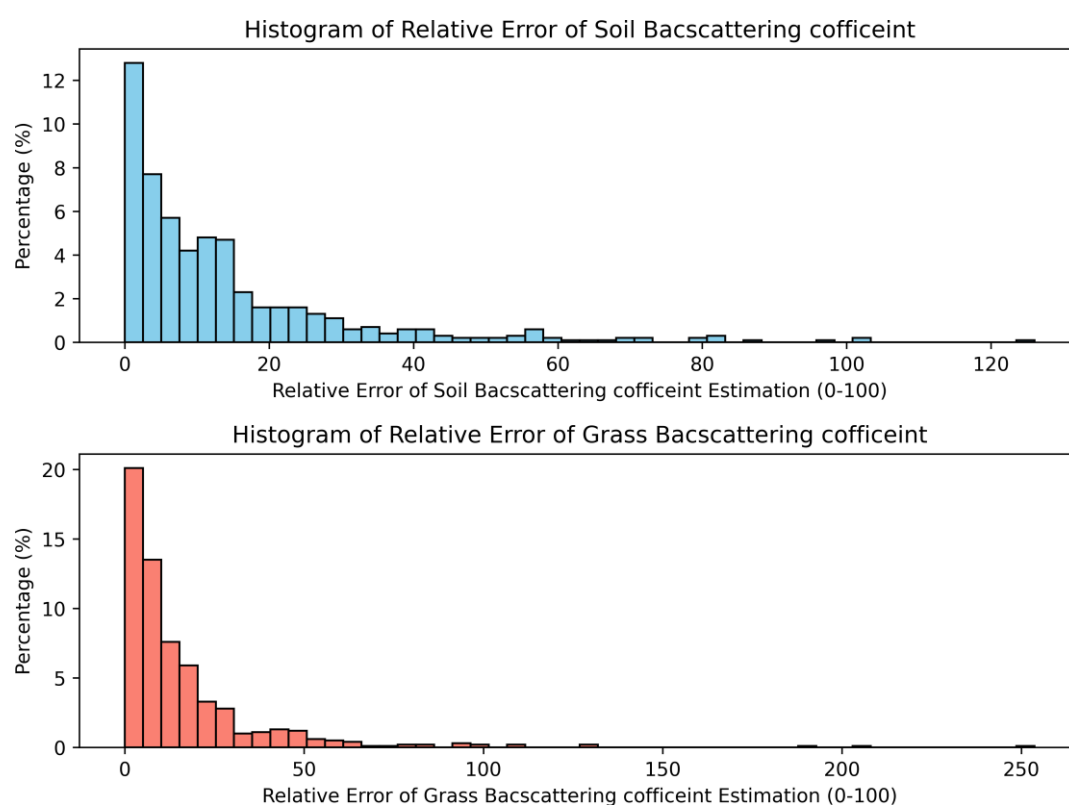 Histogram of Relative Error of Soil Bacscattering cofficeint
Percentage (%)
12
10
8
6
4
2
0
0 20 40 60 80 100 120
Relative Error of Soil Bacscattering cofficeint Estimation (0-100)
Histogram of Relative Error of Grass Bacscattering cofficeint
Percentage (%)
20
15
10
5
0
0 50 100 150 200 250
Relative Error of Grass Bacscattering cofficeint Estimation (0-100)